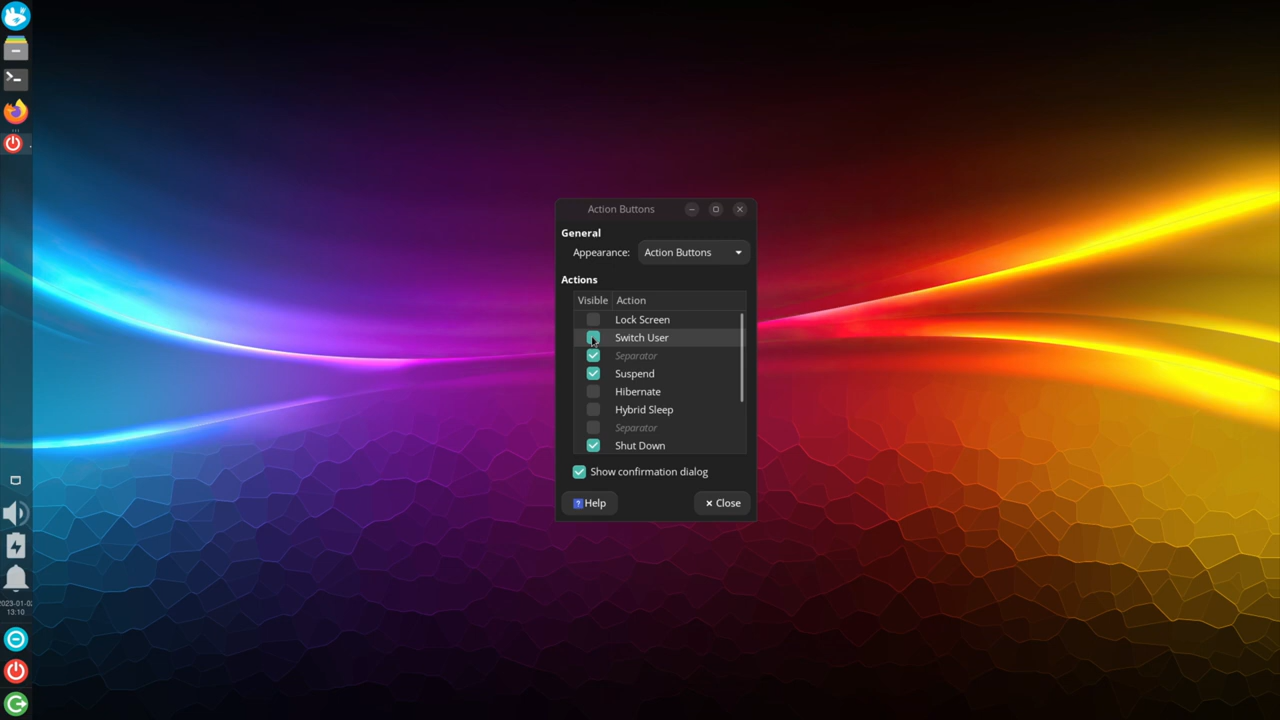 Action Buttons
General
Appearance: Action Buttons
Actions
Visible Action
Lock Screen
Switch User
Separator
Suspend
Hibernate
Hybrid Sleep
Separator
Shut Down
Show confirmation dialog
? Help
Close
13:10